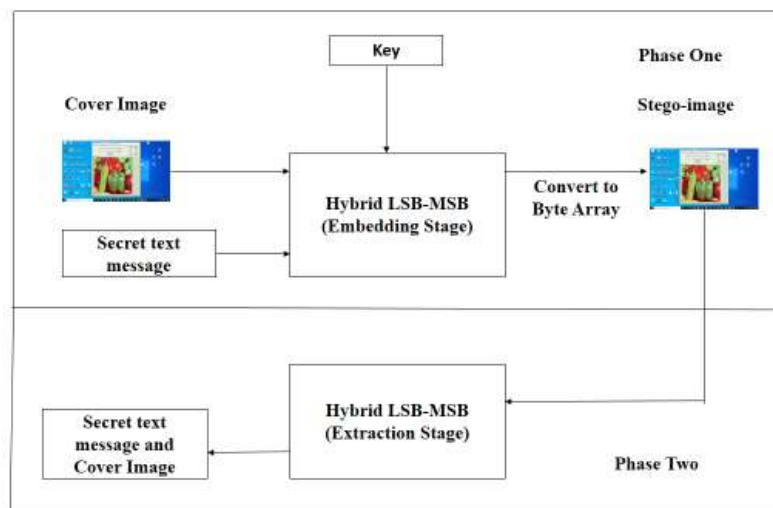 Key
Phase One
Cover Image
Stego-image
Hybrid LSB-MSB
(Embedding Stage)
Convert to
Byte Array
Secret text
message
Hybrid LSB-MSB
(Extraction Stage)
Secret text
message and
Cover Image
Phase Two